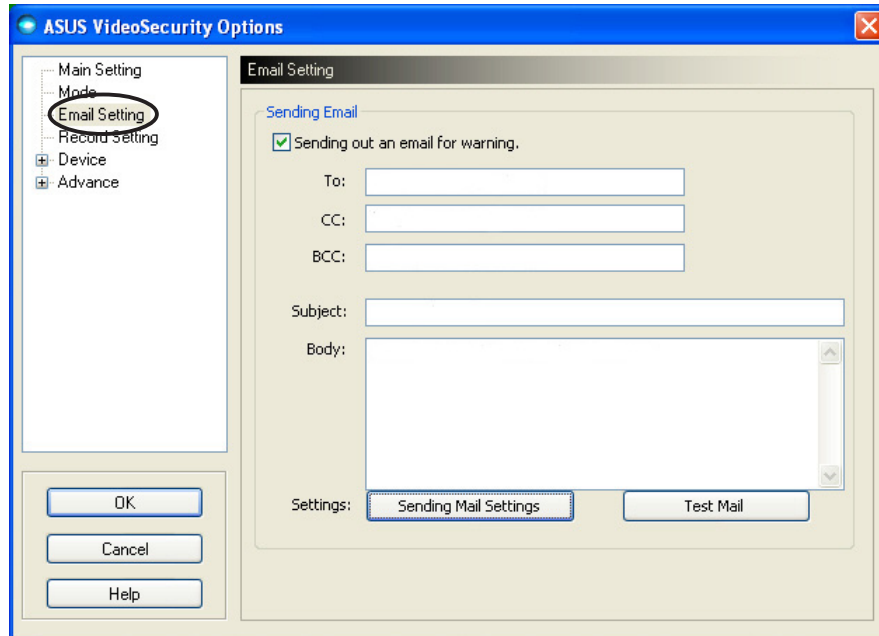 ASUS VideoSecurity Options
Main Setting
Mode
Email Setting
Record Setting
Device
Advance
OK
Cancel
Help
Email Setting
Sending Email
Sending out an email for warning.
To:
CC:
BCC:
Subject:
Body:
Settings:
Sending Mail Settings
Test Mail